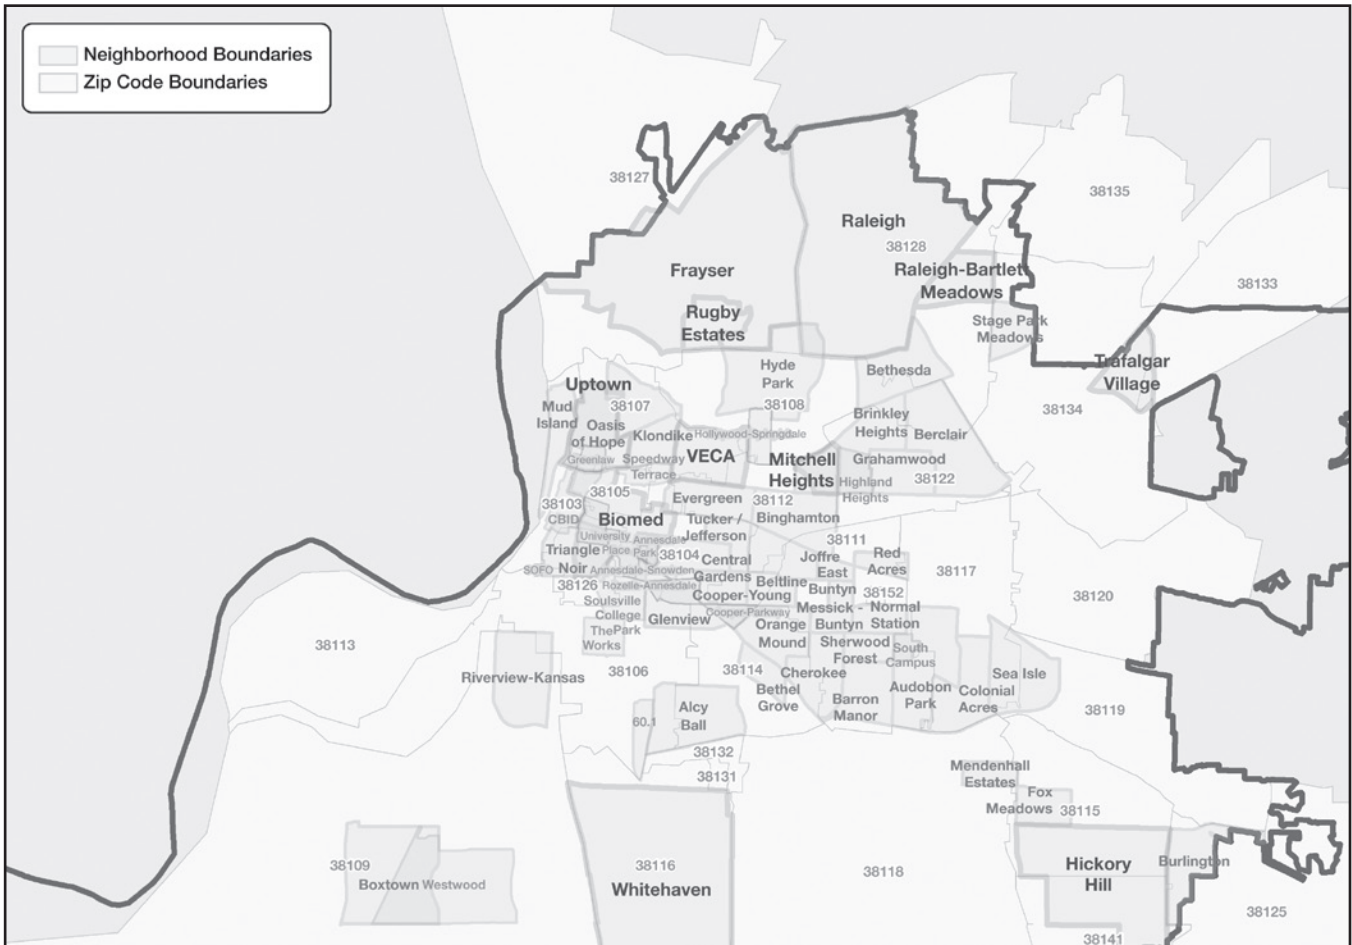 Neighborhood Boundaries
Zip Code Boundaries
38127
38135
Raleigh
38128
Frayser
Raleigh-Bartlett
Meadows
38133
Rugby
Estates
Stage Park
Meadows
Trafalgar
Village
Hyde
Park
Bethesda
Uptown
38107
38108
38134
Mud
Island
Oasis
of Hope
Klondike
Hollywood-Springdale
Brinkley
Heights
Berclair
Greenlaw
Speedway
Terrace
VECA
Mitchell
Heights
Grahamwood
38122
Highland
Heights
38105
38103
CBID
Evergreen
38112
Biomed
Tucker /
Jefferson
Binghamton
University
Place
Annesdale
Park
38111
Triangle
Noir
38104
Central
Gardens
Joffre
East
Buntyn
Red
Acres
38117
SOFO
Annesdale-Snowden
38126
Rozelle-Annesdale
Beltline
38152
38120
Cooper-Young
Soulsville
College
Park
Cooper-Parkway
Messick -
Buntyn
Normal
Station
Glenview
Orange
Mound
The
Works
Sherwood
Forest
South
Campus
38113
Riverview-Kansas
38106
38114
Cherokee
Sea Isle
Bethel
Grove
Audobon
Park
Colonial
Acres
Barron
Manor
60.1
Alcy
Ball
38119
38132
38131
Mendenhall
Estates
Fox
Meadows
38115
38109
Boxtown
Westwood
38116
Whitehaven
38118
Hickory
Hill
Burlington
38125
38141